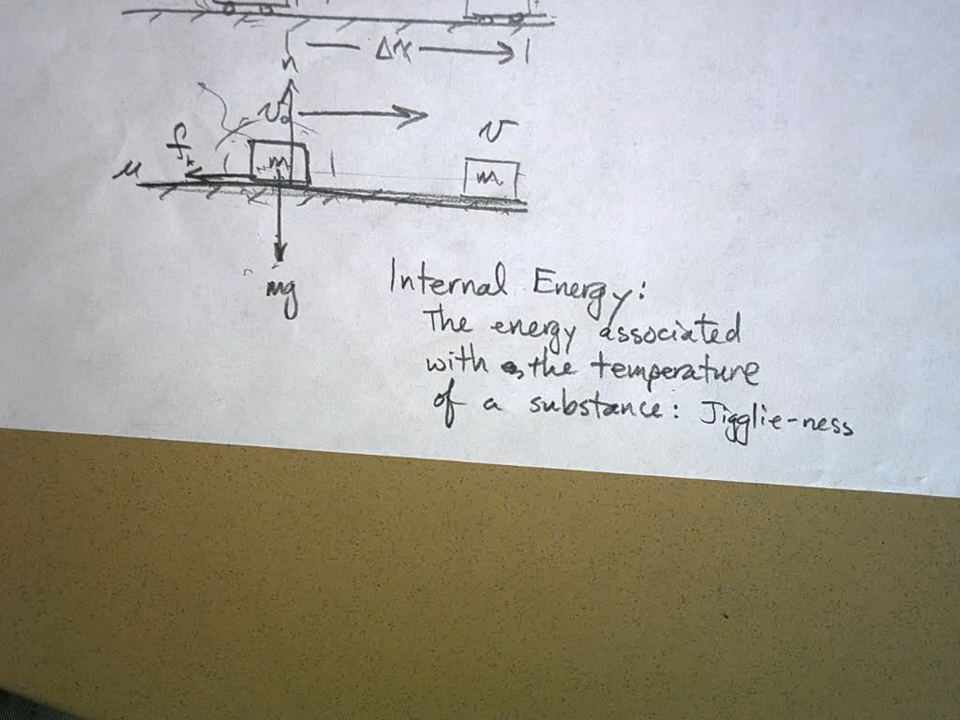 Δx
n
v₀
v
fk
μ
m
m
mg
Internal Energy:
The energy associated
with the temperature
of a substance: Jigglie-ness